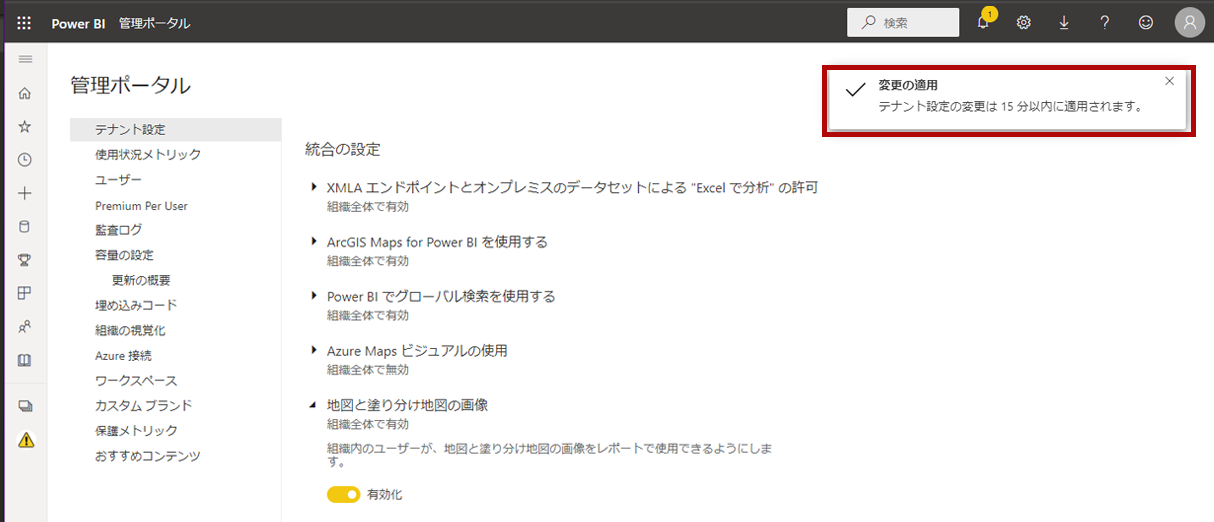 Power BI 管理ポータル
検索
1
管理ポータル
変更の適用
テナント設定の変更は 15 分以内に適用されます。
テナント設定
使用状況メトリック
ユーザー
Premium Per User
監査ログ
容量の設定
更新の概要
埋め込みコード
組織の視覚化
Azure 接続
ワークスペース
カスタム ブランド
保護メトリック
おすすめコンテンツ
統合の設定
XMLA エンドポイントとオンプレミスのデータセットによる "Excel で分析" の許可
組織全体で有効
ArcGIS Maps for Power BI を使用する
組織全体で有効
Power BI でグローバル検索を使用する
組織全体で有効
Azure Maps ビジュアルの使用
組織全体で無効
地図と塗り分け地図の画像
組織全体で有効
組織内のユーザーが、地図と塗り分け地図の画像をレポートで使用できるようにしま
す。
有効化